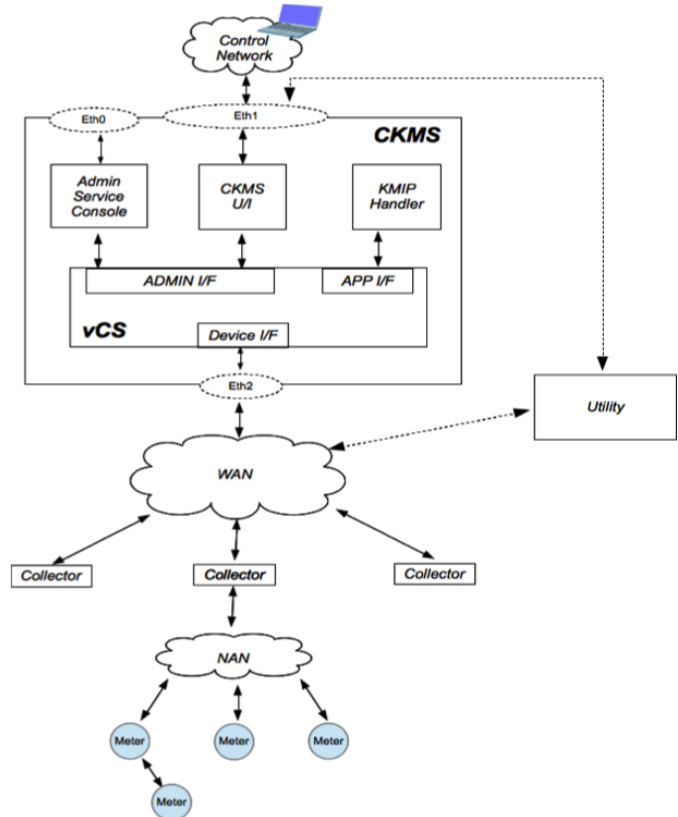 Control
Network
Eth0
Eth1
CKMS
Admin
Service
Console
CKMS
U/I
KMIP
Handler
ADMIN I/F
APP I/F
vCS
Device I/F
Eth2
Utility
WAN
Collector
Collector
Collector
NAN
Meter
Meter
Meter
Meter